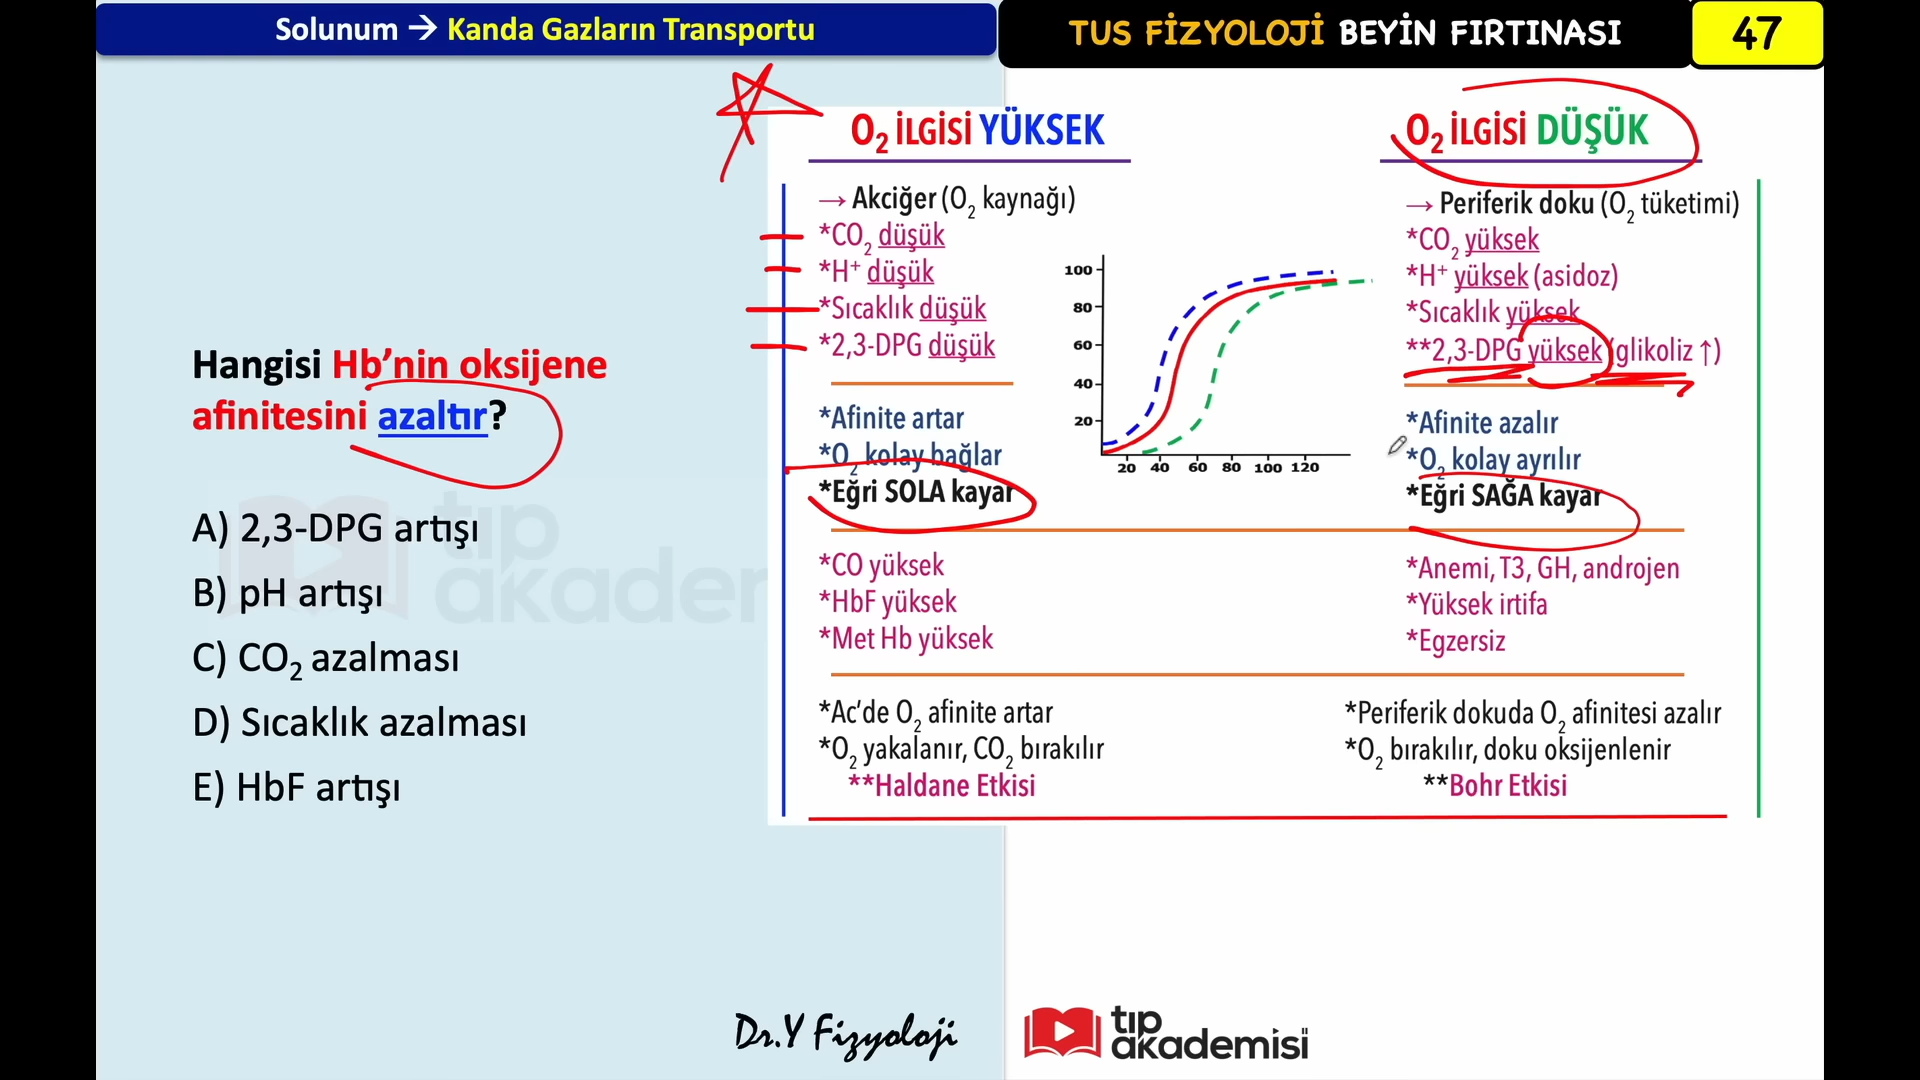 Solunum → Kanda Gazların Transportu
TUS FİZYOLOJİ BEYİN FIRTINASI
47
Hangisi Hb’nin oksijene
afinitesini azaltır?
A) 2,3-DPG artışı
B) pH artışı
C) CO₂ azalması
D) Sıcaklık azalması
E) HbF artışı
tıp
akadem
O₂ İLGİSİ YÜKSEK
→ Akciğer (O₂ kaynağı)
*CO₂ düşük
*H⁺ düşük
*Sıcaklık düşük
*2,3-DPG düşük
*Afinite artar
*O₂ kolay bağlar
*Eğri SOLA kayar
*CO yüksek
*HbF yüksek
*Met Hb yüksek
*Ac’de O₂ afinite artar
*O₂ yakalanır, CO₂ bırakılır
**Haldane Etkisi
100
80
60
40
20
20 40 60 80 100 120
O₂ İLGİSİ DÜŞÜK
→ Periferik doku (O₂ tüketimi)
*CO₂ yüksek
*H⁺ yüksek (asidoz)
*Sıcaklık yüksek
**2,3-DPG yüksek (glikoliz ↑)
*Afinite azalır
*O₂ kolay ayrılır
*Eğri SAĞA kayar
*Anemi, T3, GH, androjen
*Yüksek irtifa
*Egzersiz
*Periferik dokuda O₂ afinitesi azalır
*O₂ bırakılır, doku oksijenlenir
**Bohr Etkisi
Dr.Y Fizyoloji
tıp
akademisi